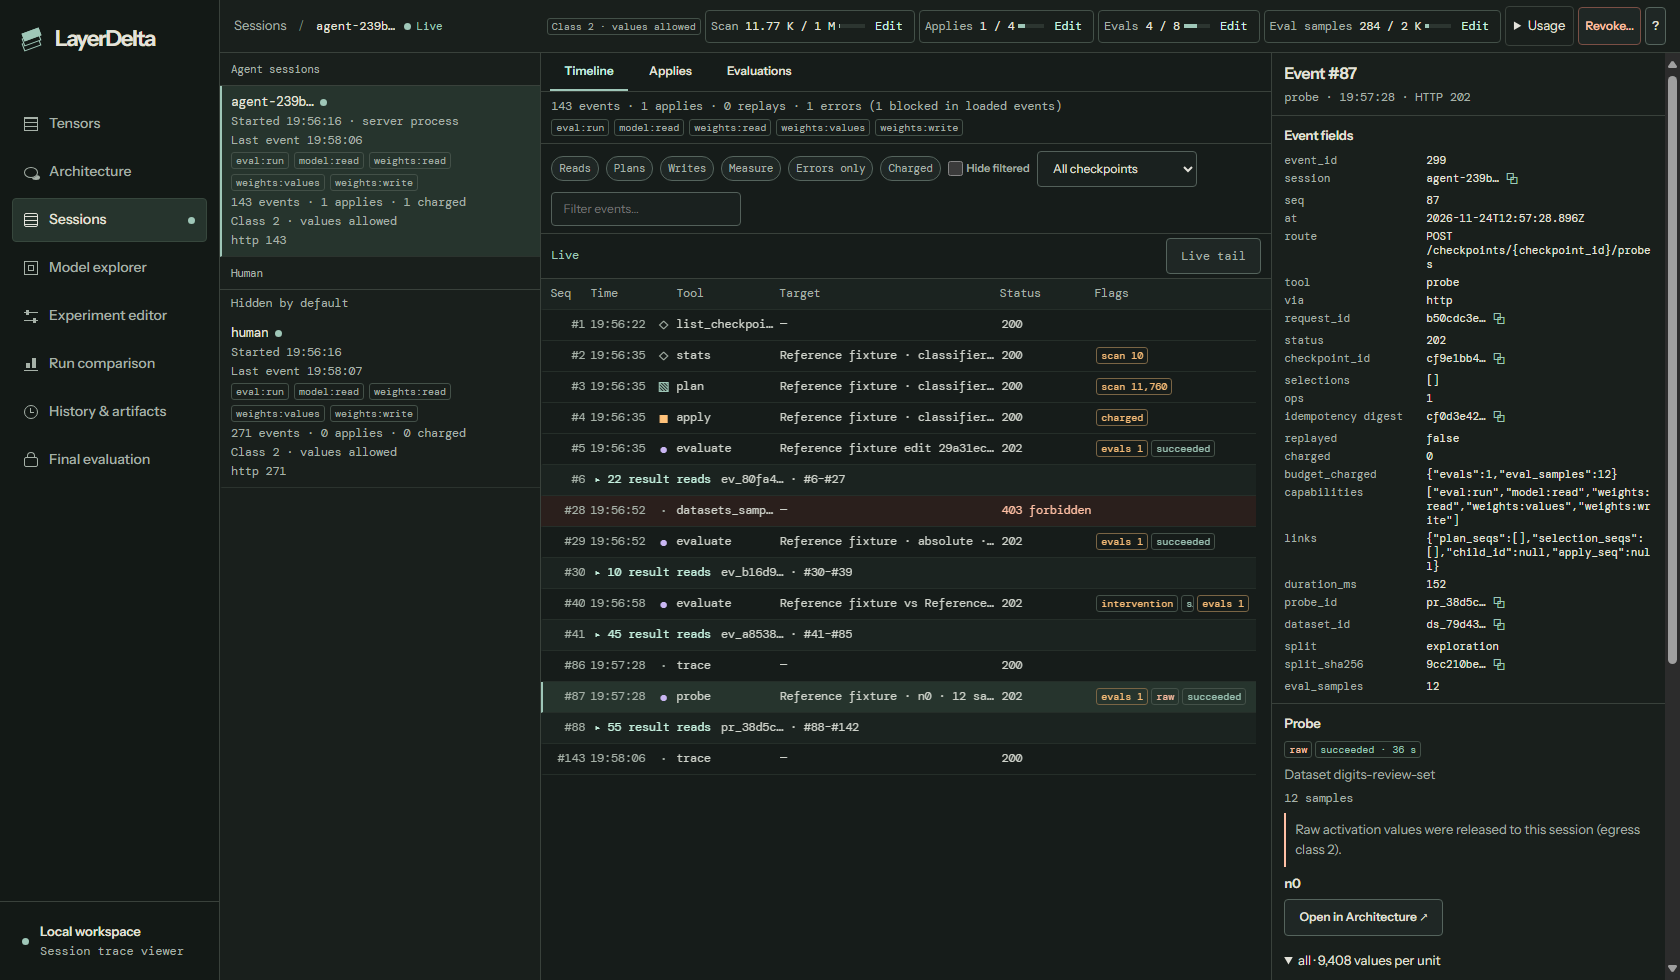 LayerDelta
Tensors
Architecture
Sessions
Model explorer
Experiment editor
Run comparison
History & artifacts
Final evaluation
Local workspace
Session trace viewer
Sessions / agent-239b… Live
Class 2 · values allowed
Scan 11.77 K / 1 M Edit
Applies 1 / 4 Edit
Evals 4 / 8 Edit
Eval samples 284 / 2 K Edit
Usage
Revoke…
?
Agent sessions
agent-239b…
Started 19:56:16 · server process
Last event 19:58:06
eval:run model:read weights:read
weights:values weights:write
143 events · 1 applies · 1 charged
Class 2 · values allowed
http 143
Human
Hidden by default
human
Started 19:56:16
Last event 19:58:07
eval:run model:read weights:read
weights:values weights:write
271 events · 0 applies · 0 charged
Class 2 · values allowed
http 271
Timeline Applies Evaluations
143 events · 1 applies · 0 replays · 1 errors (1 blocked in loaded events)
eval:run model:read weights:read weights:values weights:write
Reads Plans Writes Measure Errors only Charged Hide filtered All checkpoints
Filter events…
Live Live tail
Seq Time Tool Target Status Flags
#1 19:56:22 list_checkpoi… — 200
#2 19:56:35 stats Reference fixture · classifier… 200 scan 10
#3 19:56:35 plan Reference fixture · classifier… 200 scan 11,760
#4 19:56:35 apply Reference fixture · classifier… 200 charged
#5 19:56:35 evaluate Reference fixture edit 29a31ec… 202 evals 1 succeeded
#6 ▸ 22 result reads ev_80fa4… · #6–#27
#28 19:56:52 · datasets_samp… — 403 forbidden
#29 19:56:52 evaluate Reference fixture · absolute ·… 202 evals 1 succeeded
#30 ▸ 10 result reads ev_b16d9… · #30–#39
#40 19:56:58 evaluate Reference fixture vs Reference… 202 intervention s evals 1
#41 ▸ 45 result reads ev_a8538… · #41–#85
#86 19:57:28 · trace — 200
#87 19:57:28 probe Reference fixture · n0 · 12 sa… 202 evals 1 raw succeeded
#88 ▸ 55 result reads pr_38d5c… · #88–#142
#143 19:58:06 · trace — 200
Event #87
probe · 19:57:28 · HTTP 202
Event fields
event_id 299
session agent-239b…
seq 87
at 2026-11-24T12:57:28.896Z
route POST
/checkpoints/{checkpoint_id}/probe
s
tool probe
via http
request_id b50cdc3e…
status 202
checkpoint_id cf9e1bb4…
selections []
ops 1
idempotency digest cf0d3e42…
replayed false
charged 0
budget_charged {"evals":1,"eval_samples":12}
capabilities ["eval:run","model:read","weights:
read","weights:values","weights:wr
ite"]
links {"plan_seqs":[],"selection_seqs":
[],"child_id":null,"apply_seq":nul
l}
duration_ms 152
probe_id pr_38d5c…
dataset_id ds_79d43…
split exploration
split_sha256 9cc210be…
eval_samples 12
Probe
raw succeeded · 36 s
Dataset digits-review-set
12 samples
Raw activation values were released to this session (egress
class 2).
n0
Open in Architecture ↗
▼ all · 9,408 values per unit